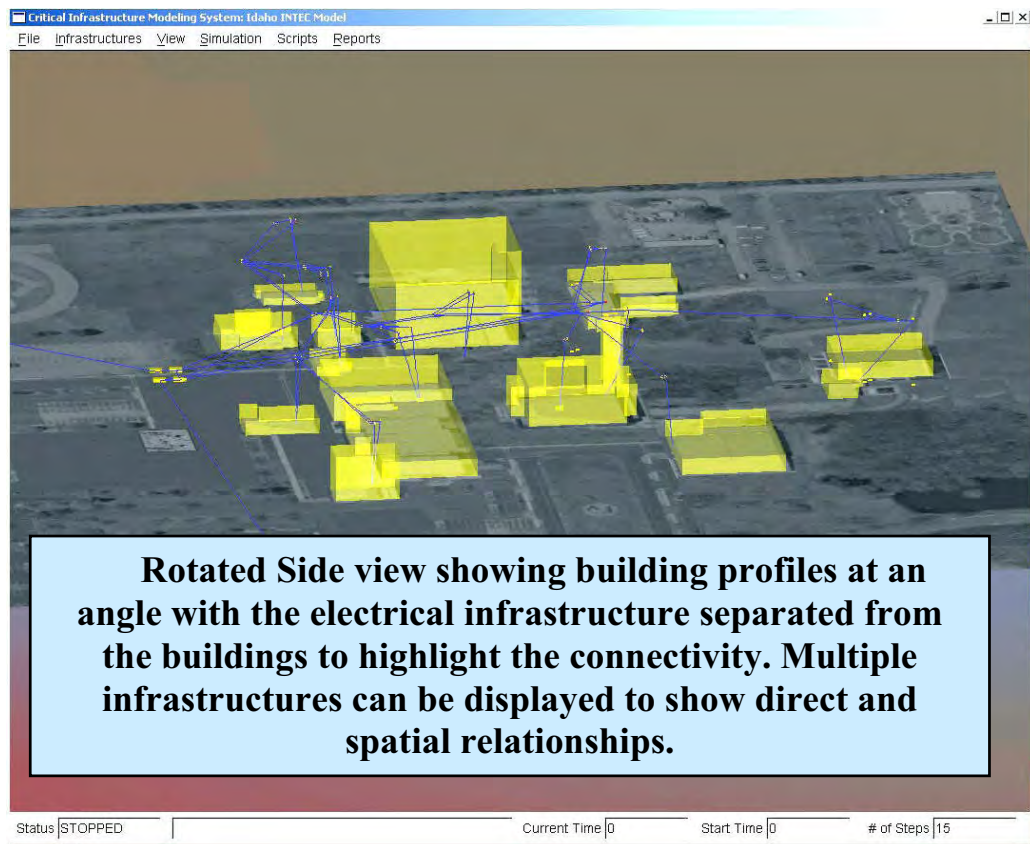 Critical Infrastructure Modeling System: Idaho INTEC Model
File Infrastructures View Simulation Scripts Reports
Rotated Side view showing building profiles at an
angle with the electrical infrastructure separated from
the buildings to highlight the connectivity. Multiple
infrastructures can be displayed to show direct and
spatial relationships.
Status STOPPED Current Time 0 Start Time 0 # of Steps 15